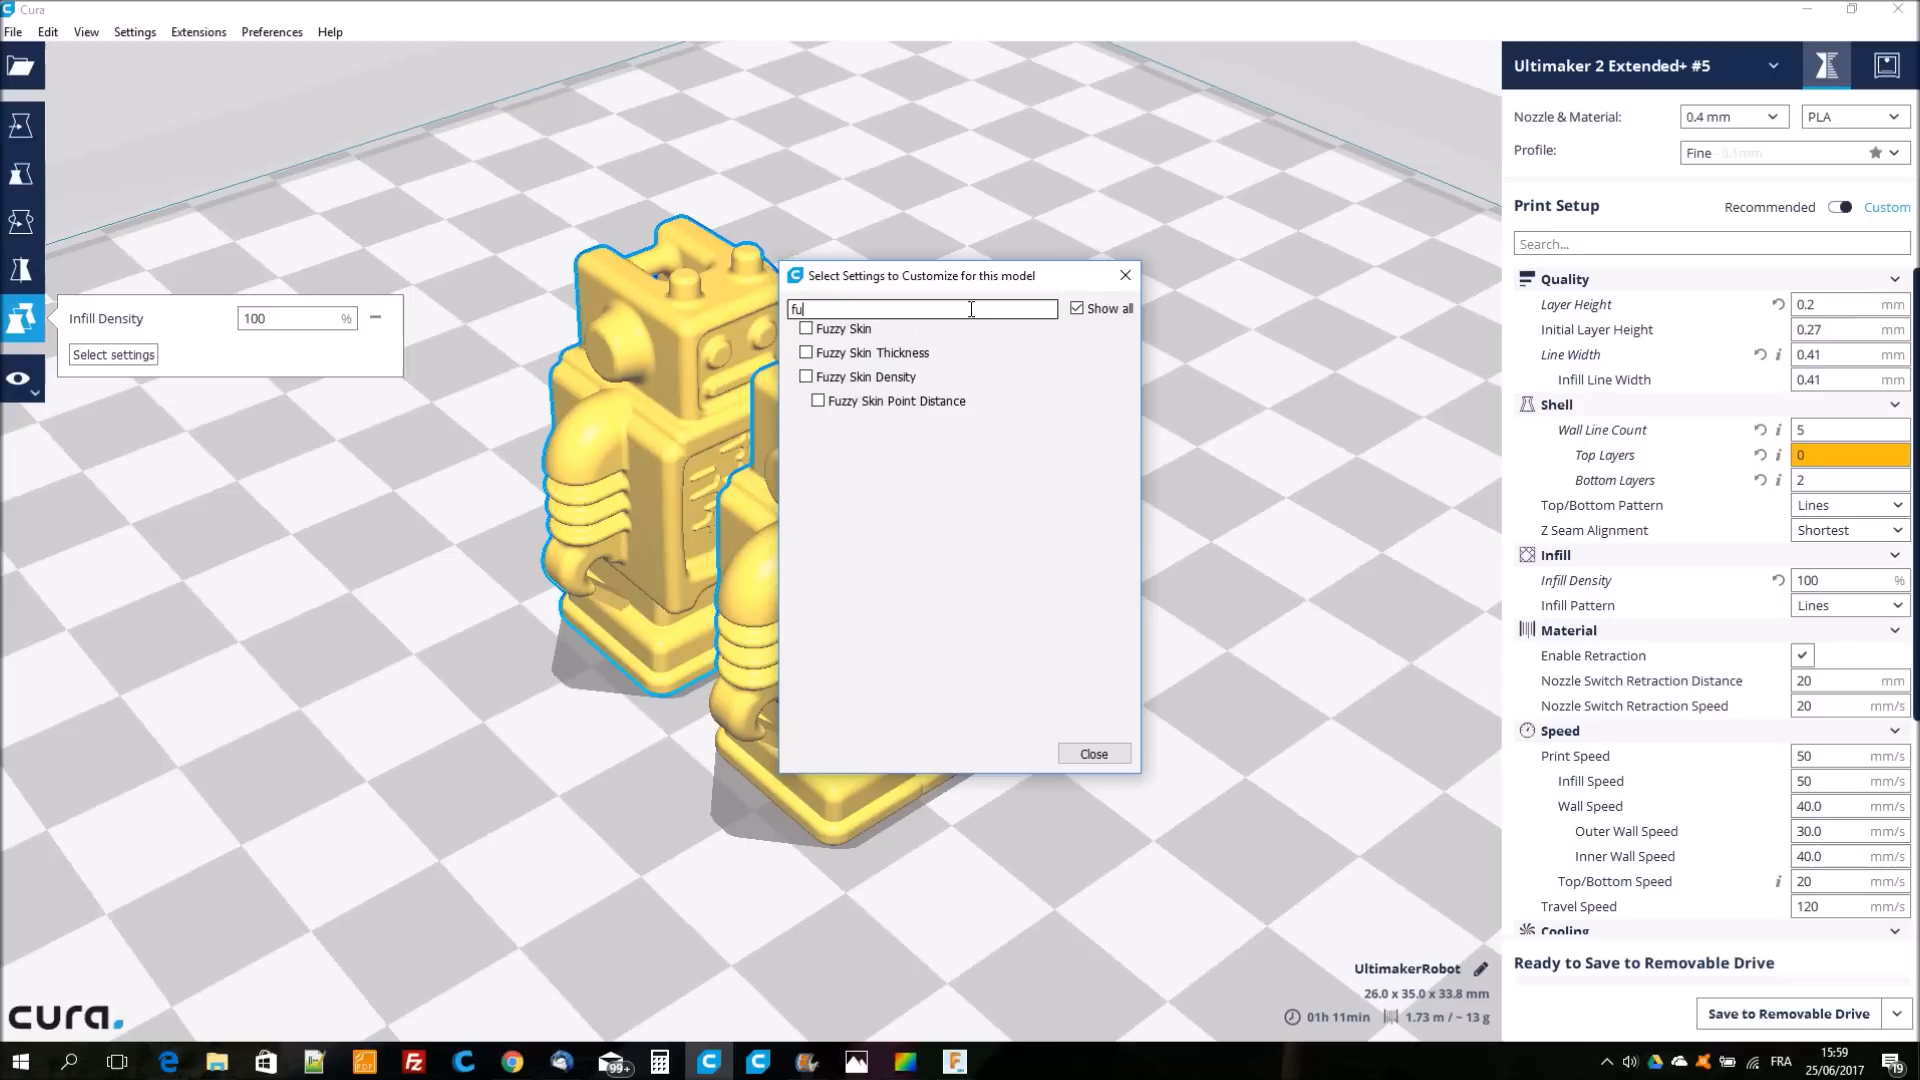 Cura
File Edit View Settings Extensions Preferences Help
Ultimaker 2 Extended+ #5
Nozzle & Material: 0.4 mm PLA
Profile: Fine - 0.1mm
Print Setup Recommended Custom
Search...
Quality
Layer Height 0.2 mm
Initial Layer Height 0.27 mm
Line Width i 0.41 mm
Infill Line Width 0.41 mm
Shell
Wall Line Count i 5
Top Layers i 0
Bottom Layers i 2
Top/Bottom Pattern Lines
Z Seam Alignment Shortest
Infill
Infill Density 100 %
Infill Pattern Lines
Material
Enable Retraction
Nozzle Switch Retraction Distance 20 mm
Nozzle Switch Retraction Speed 20 mm/s
Speed
Print Speed 50 mm/s
Infill Speed 50 mm/s
Wall Speed 40.0 mm/s
Outer Wall Speed 30.0 mm/s
Inner Wall Speed 40.0 mm/s
Top/Bottom Speed i 20 mm/s
Travel Speed 120 mm/s
Cooling
Ready to Save to Removable Drive
Save to Removable Drive
Infill Density 100 %
Select settings
Select Settings to Customize for this model
fu Show all
Fuzzy Skin
Fuzzy Skin Thickness
Fuzzy Skin Density
Fuzzy Skin Point Distance
Close
UltimakerRobot
26.0 x 35.0 x 33.8 mm
01h 11min 1.73 m / ~ 13 g
cura.
99+
FRA
15:59
25/06/2017
19